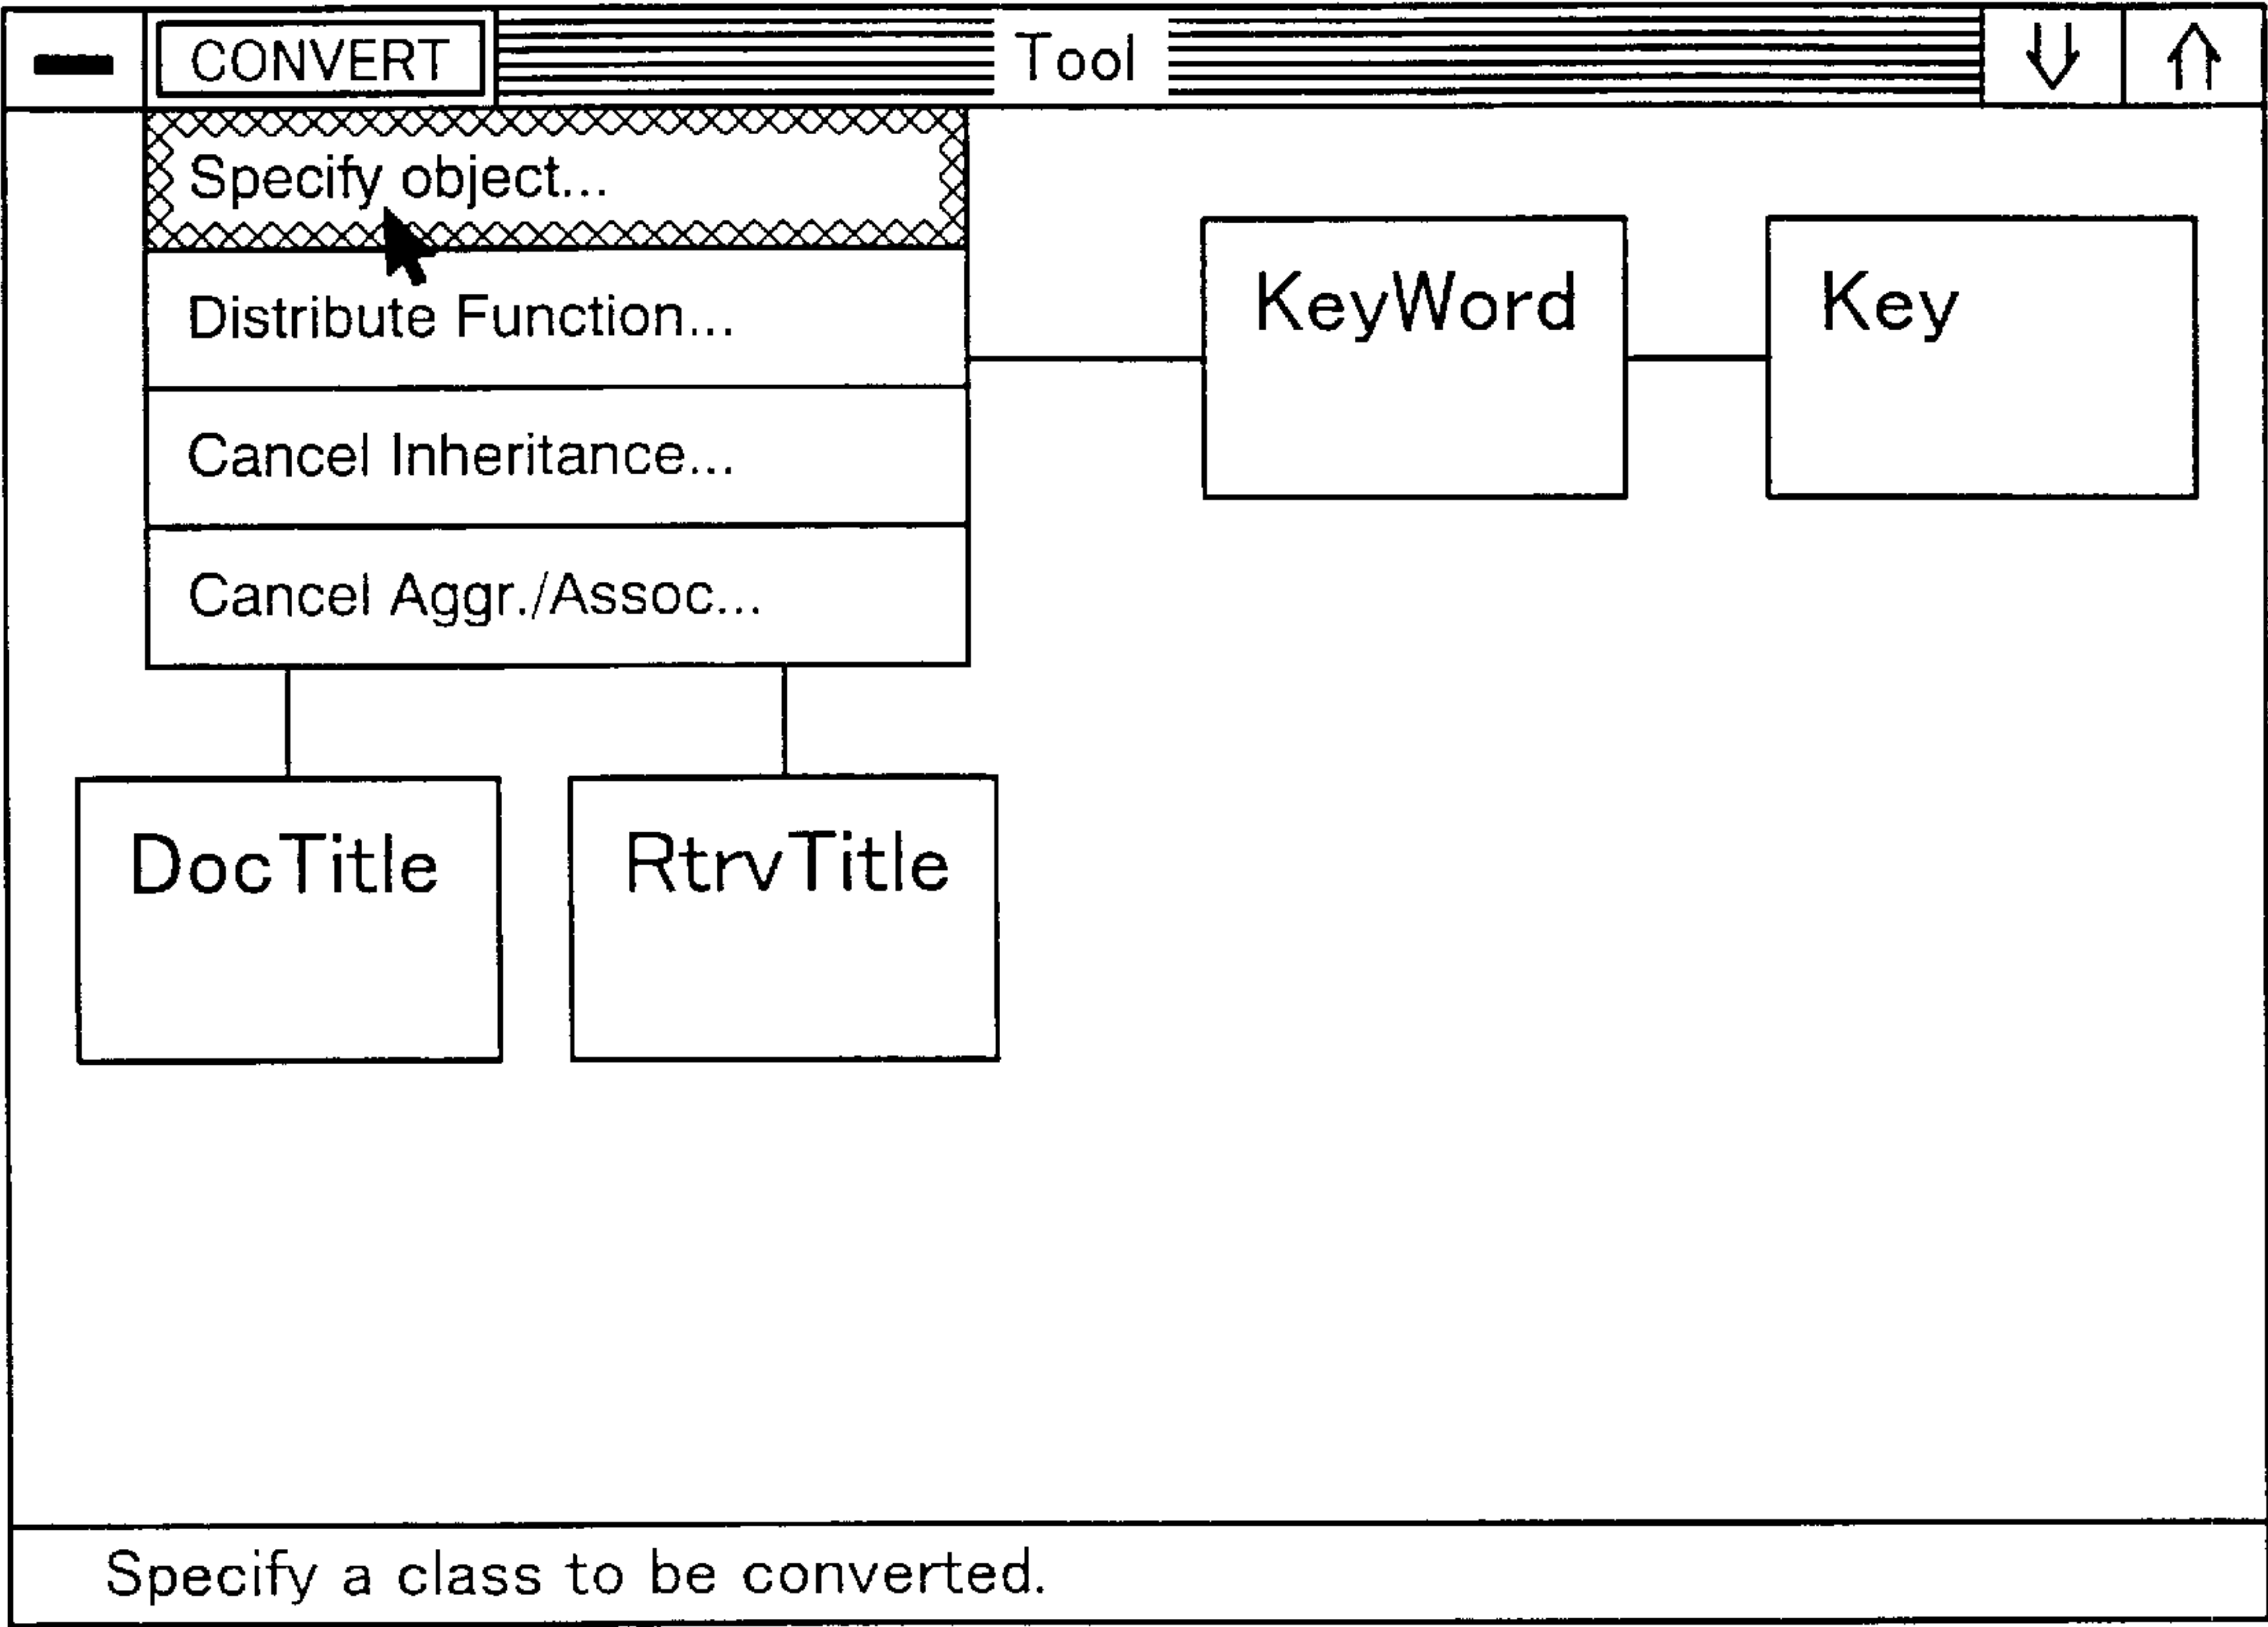 CONVERT
Tool
Specify object...
Distribute Function...
Cancel Inheritance...
Cancel Aggr./Assoc...
KeyWord
Key
DocTitle
RtrvTitle
Specify a class to be converted.